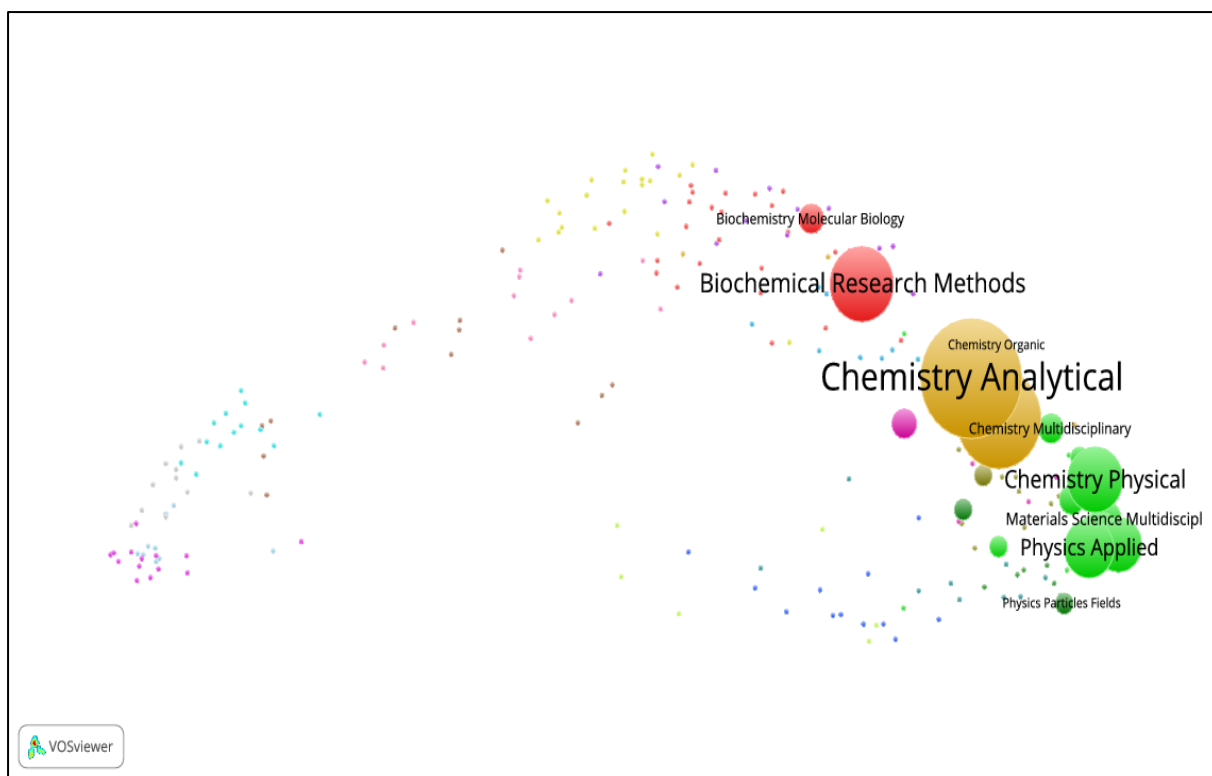 Biochemistry Molecular Biology
Biochemical Research Methods
Chemistry Organic
Chemistry Analytical
Chemistry Multidisciplinary
Chemistry Physical
Materials Science Multidiscipl
Physics Applied
Physics Particles Fields
VOSviewer